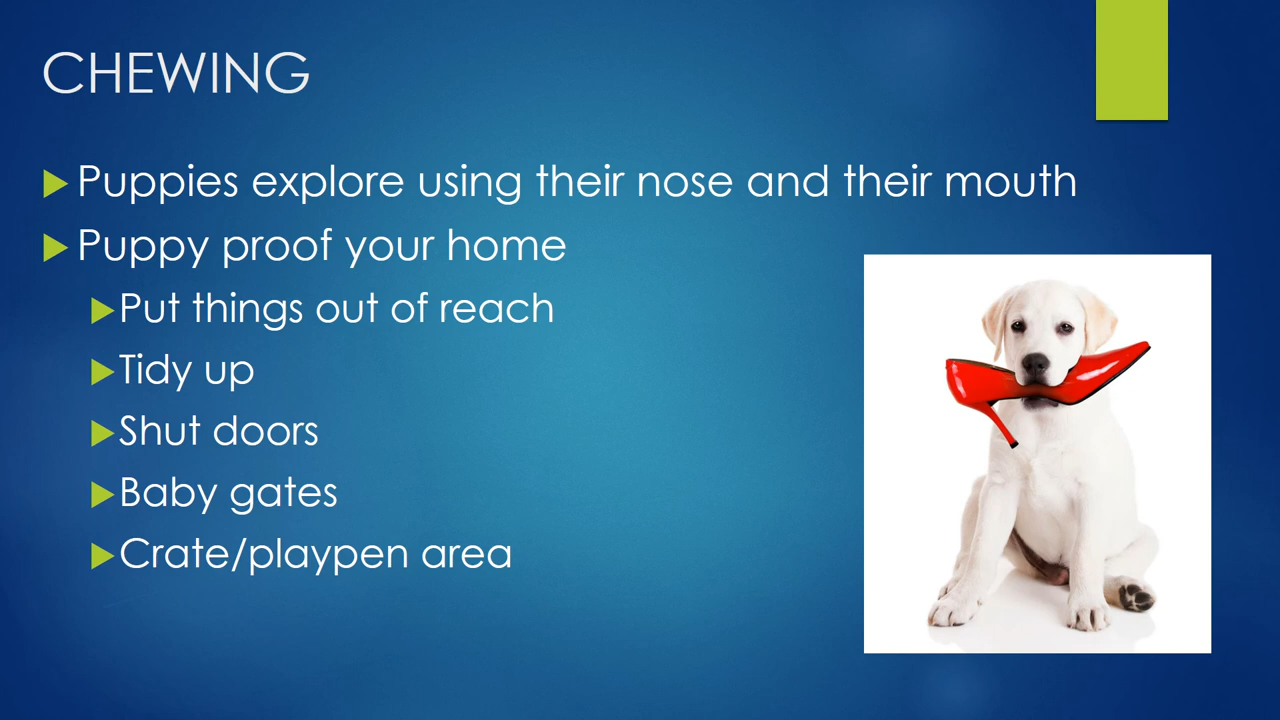 CHEWING
Puppies explore using their nose and their mouth
Puppy proof your home
Put things out of reach
Tidy up
Shut doors
Baby gates
Crate/playpen area